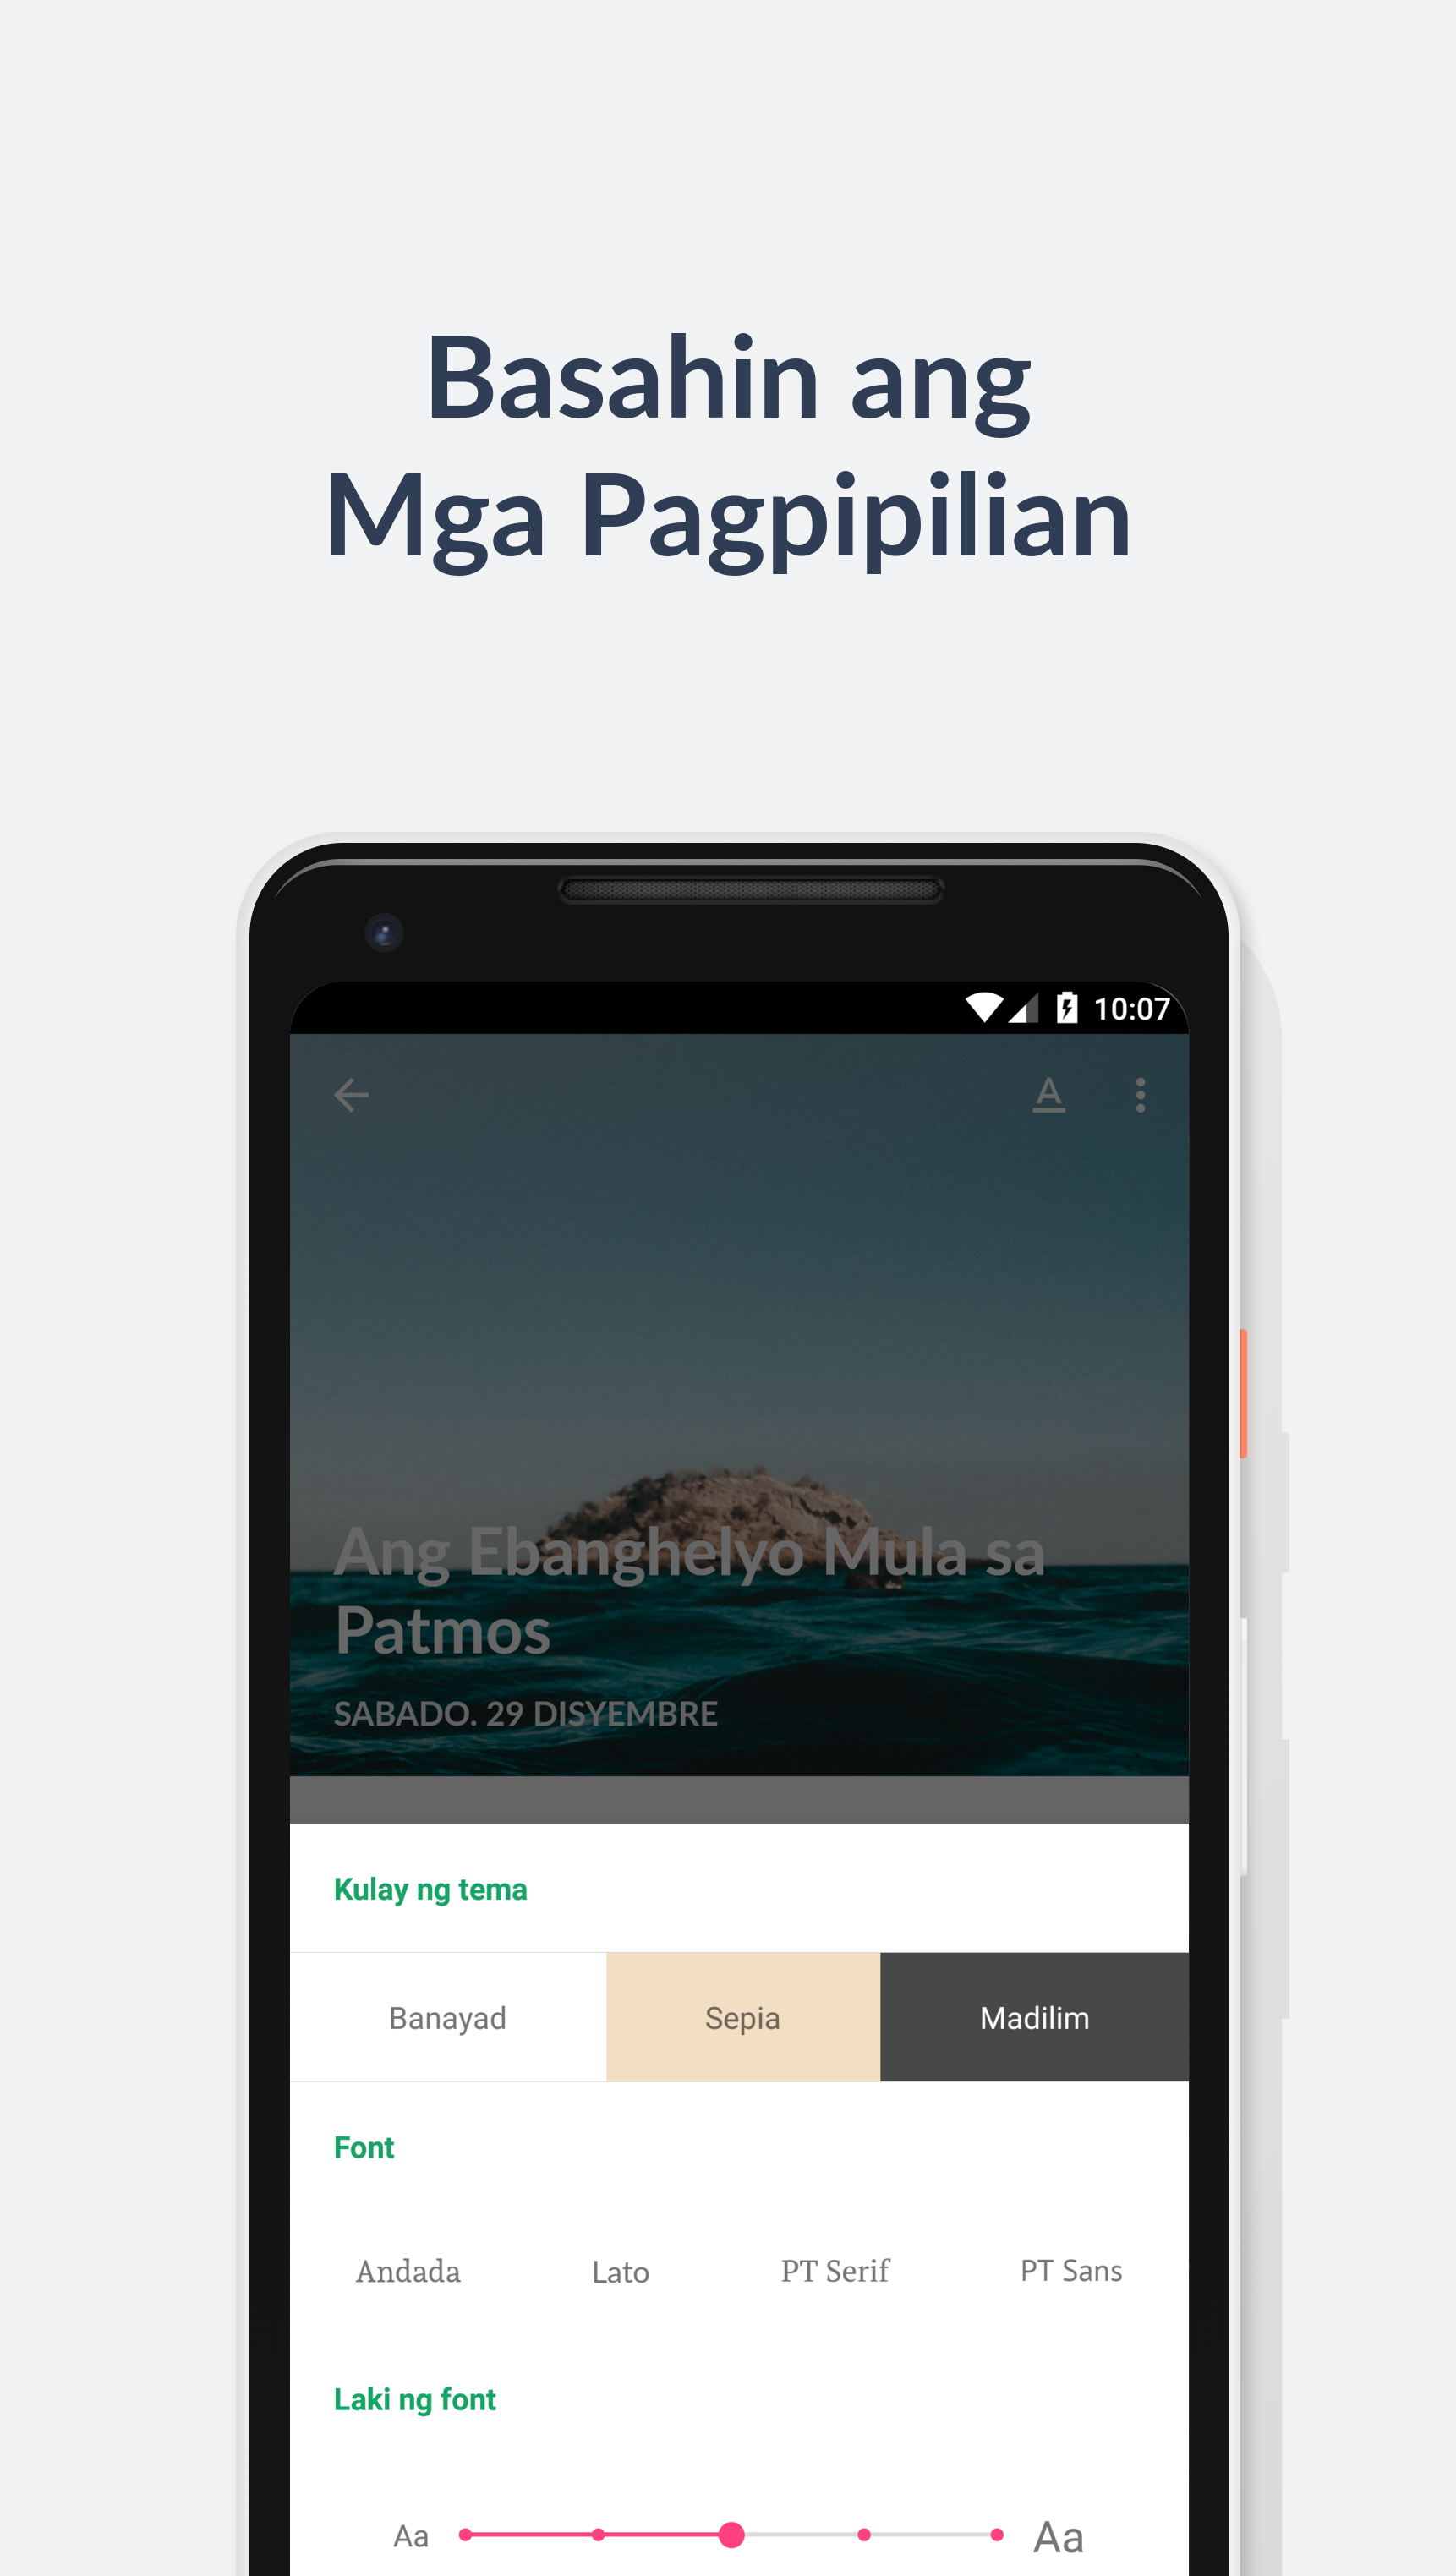 Basahin ang
Mga Pagpipilian
10:07
A
Ang Ebanghelyo Mula sa
Patmos
SABADO. 29 DISYEMBRE
Kulay ng tema
Banayad Sepia Madilim
Font
Andada Lato PT Serif PT Sans
Laki ng font
Aa Aa